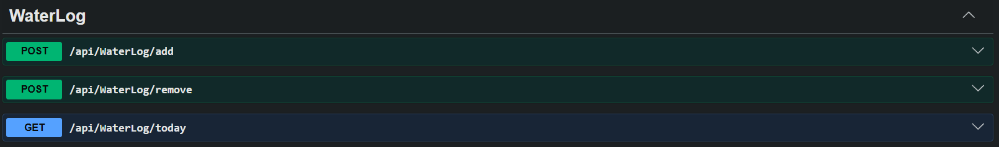 WaterLog
POST /api/WaterLog/add
POST /api/WaterLog/remove
GET /api/WaterLog/today